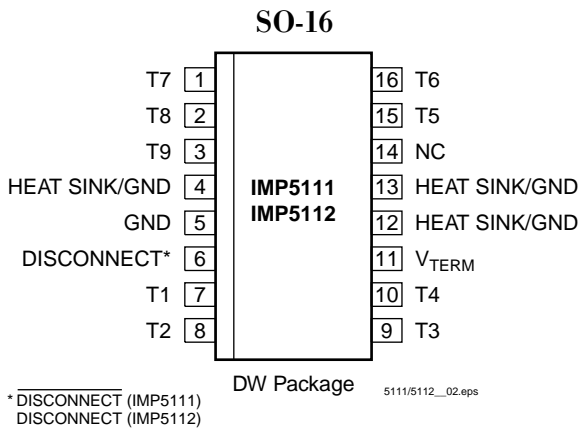 SO-16
T7 1 16 T6
T8 2 15 T5
T9 3 14 NC
HEAT SINK/GND 4 IMP5111 13 HEAT SINK/GND
GND 5 IMP5112 12 HEAT SINK/GND
DISCONNECT* 6 11 VTERM
T1 7 10 T4
T2 8 9 T3
DW Package 5111/5112__02.eps
* DISCONNECT (IMP5111)
DISCONNECT (IMP5112)